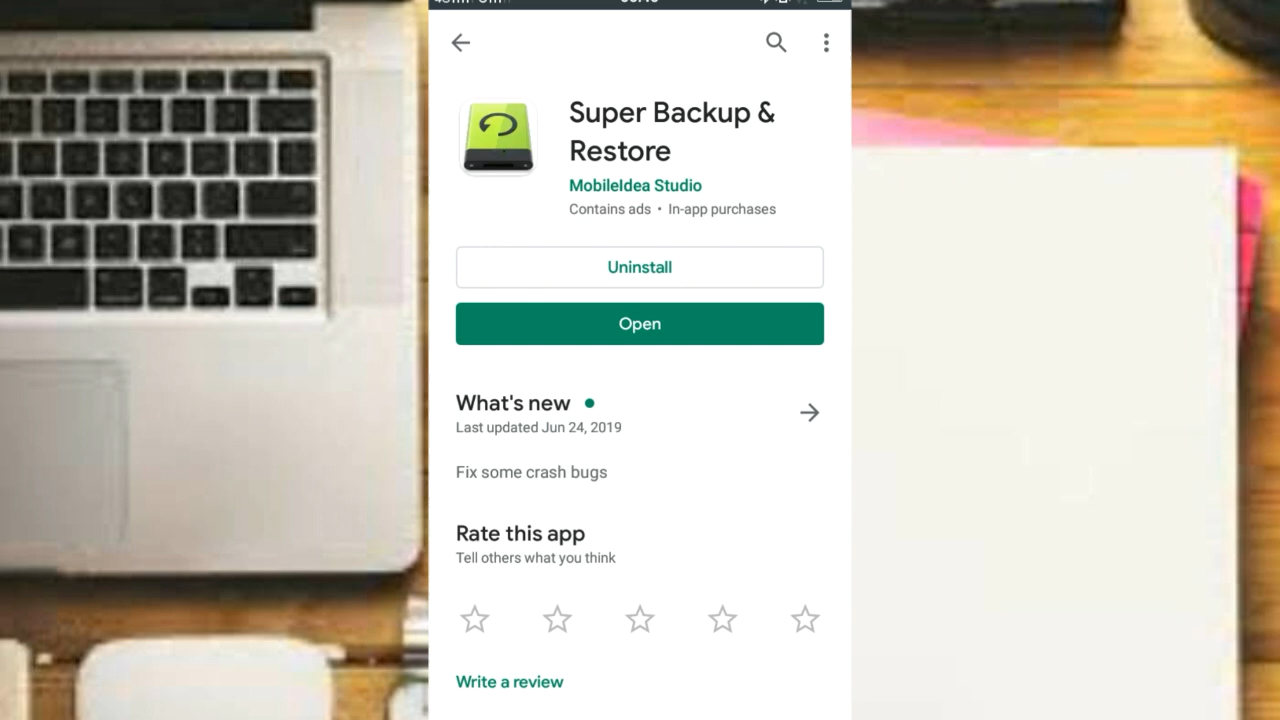 Super Backup &
Restore
MobileIdea Studio
Contains ads • In-app purchases
Uninstall
Open
What's new
Last updated Jun 24, 2019
Fix some crash bugs
Rate this app
Tell others what you think
Write a review